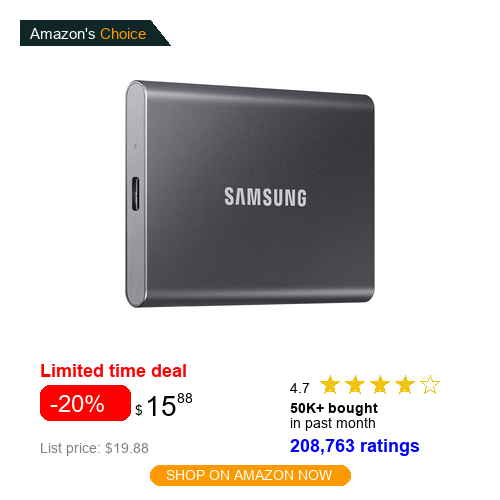 Amazon's Choice
SAMSUNG
Limited time deal
-20% $ 15 88
List price: $19.88
4.7
50K+ bought
in past month
208,763 ratings
SHOP ON AMAZON NOW